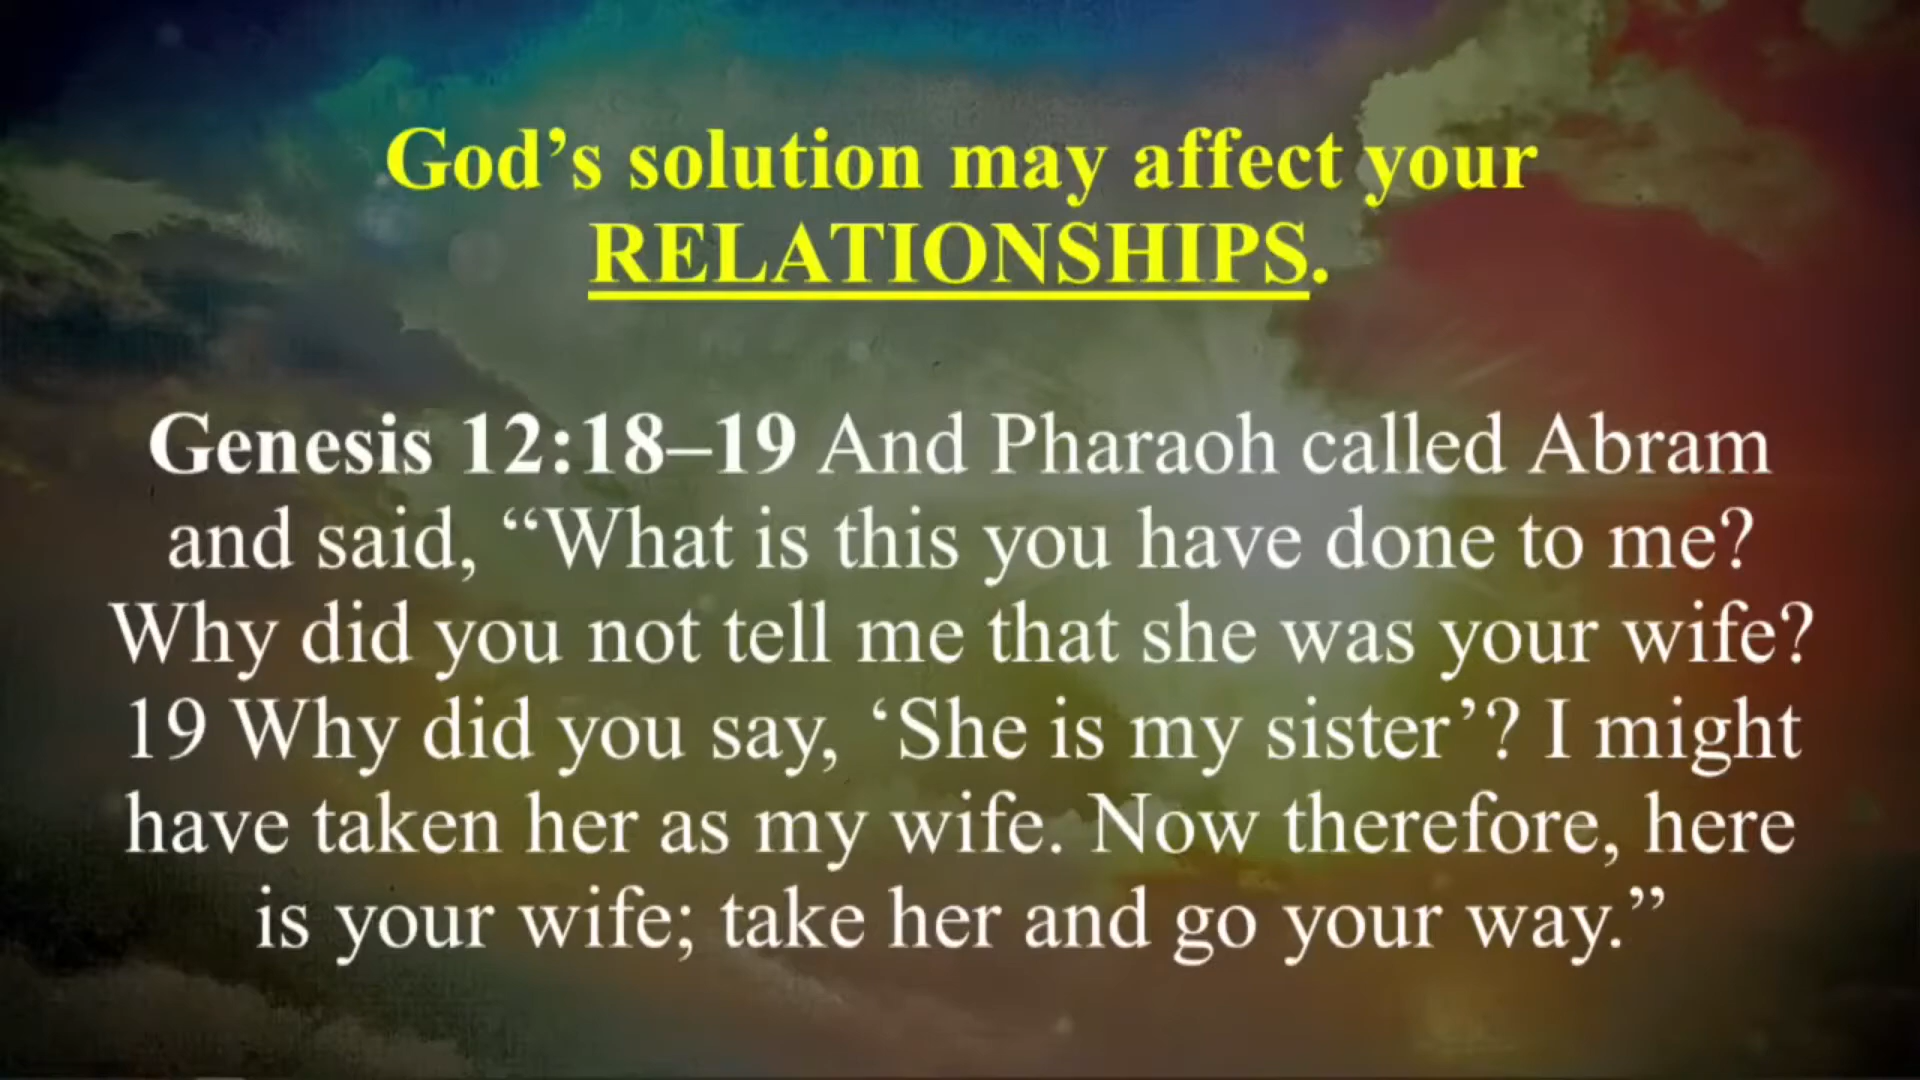 God’s solution may affect your
RELATIONSHIPS.
Genesis 12:18–19 And Pharaoh called Abram
and said, “What is this you have done to me?
Why did you not tell me that she was your wife?
19 Why did you say, ‘She is my sister’? I might
have taken her as my wife. Now therefore, here
is your wife; take her and go your way.”